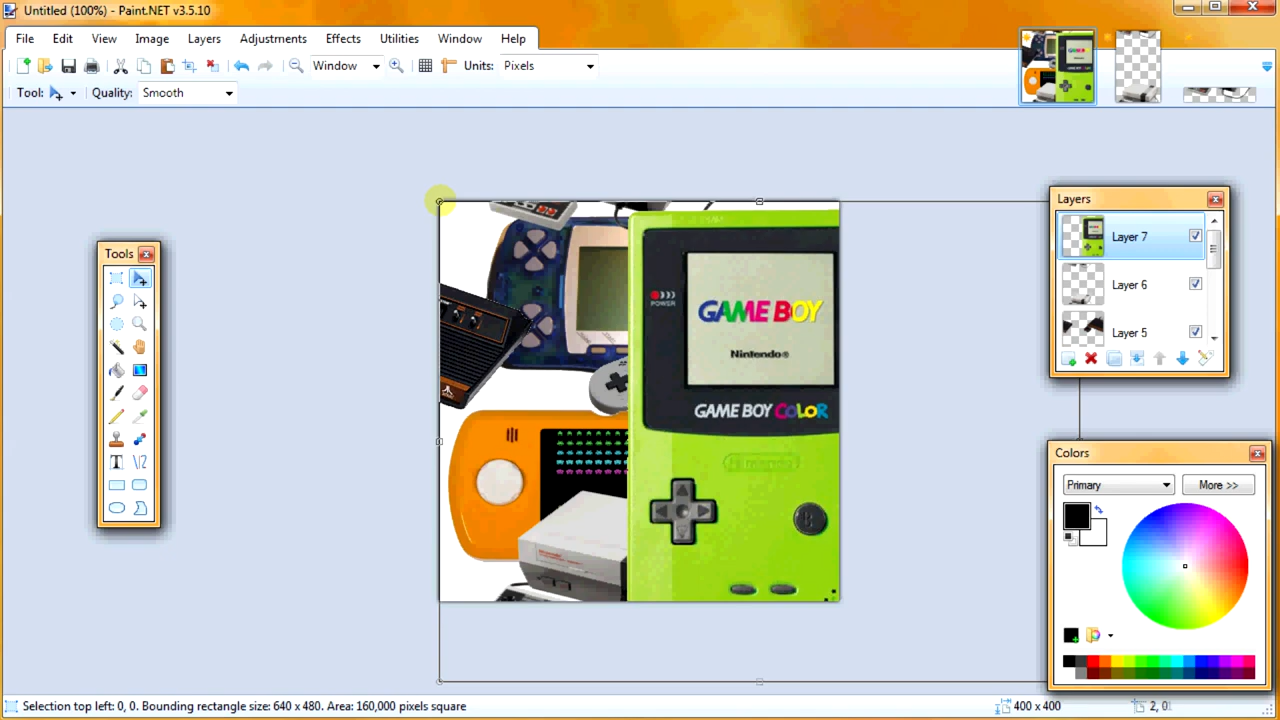 Untitled (100%) - Paint.NET v3.5.10
File Edit View Image Layers Adjustments Effects Utilities Window Help
Window Units: Pixels
Tool: Quality: Smooth
Layers
Layer 7
Layer 6
Layer 5
Tools
POWER
GAME BOY
Nintendo®
GAME BOY COLOR
Nintendo
B
Colors
Primary More >>
Selection top left: 0, 0. Bounding rectangle size: 640 x 480. Area: 160,000 pixels square 400 x 400 2, 0